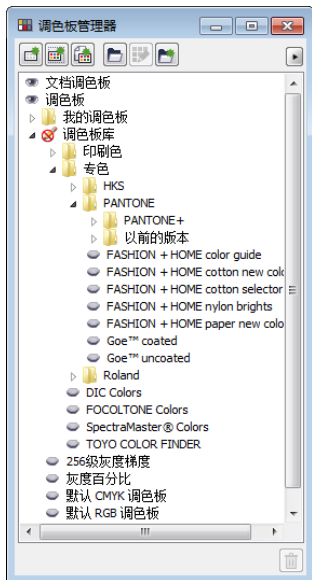 调色板管理器
文档调色板
调色板
我的调色板
调色板库
印刷色
专色
HKS
PANTONE
PANTONE+
以前的版本
FASHION + HOME color guide
FASHION + HOME cotton new colo
FASHION + HOME cotton selector
FASHION + HOME nylon brights
FASHION + HOME paper new colo
Goe™ coated
Goe™ uncoated
Roland
DIC Colors
FOCOLTONE Colors
SpectraMaster® Colors
TOYO COLOR FINDER
256级灰度梯度
灰度百分比
默认 CMYK 调色板
默认 RGB 调色板